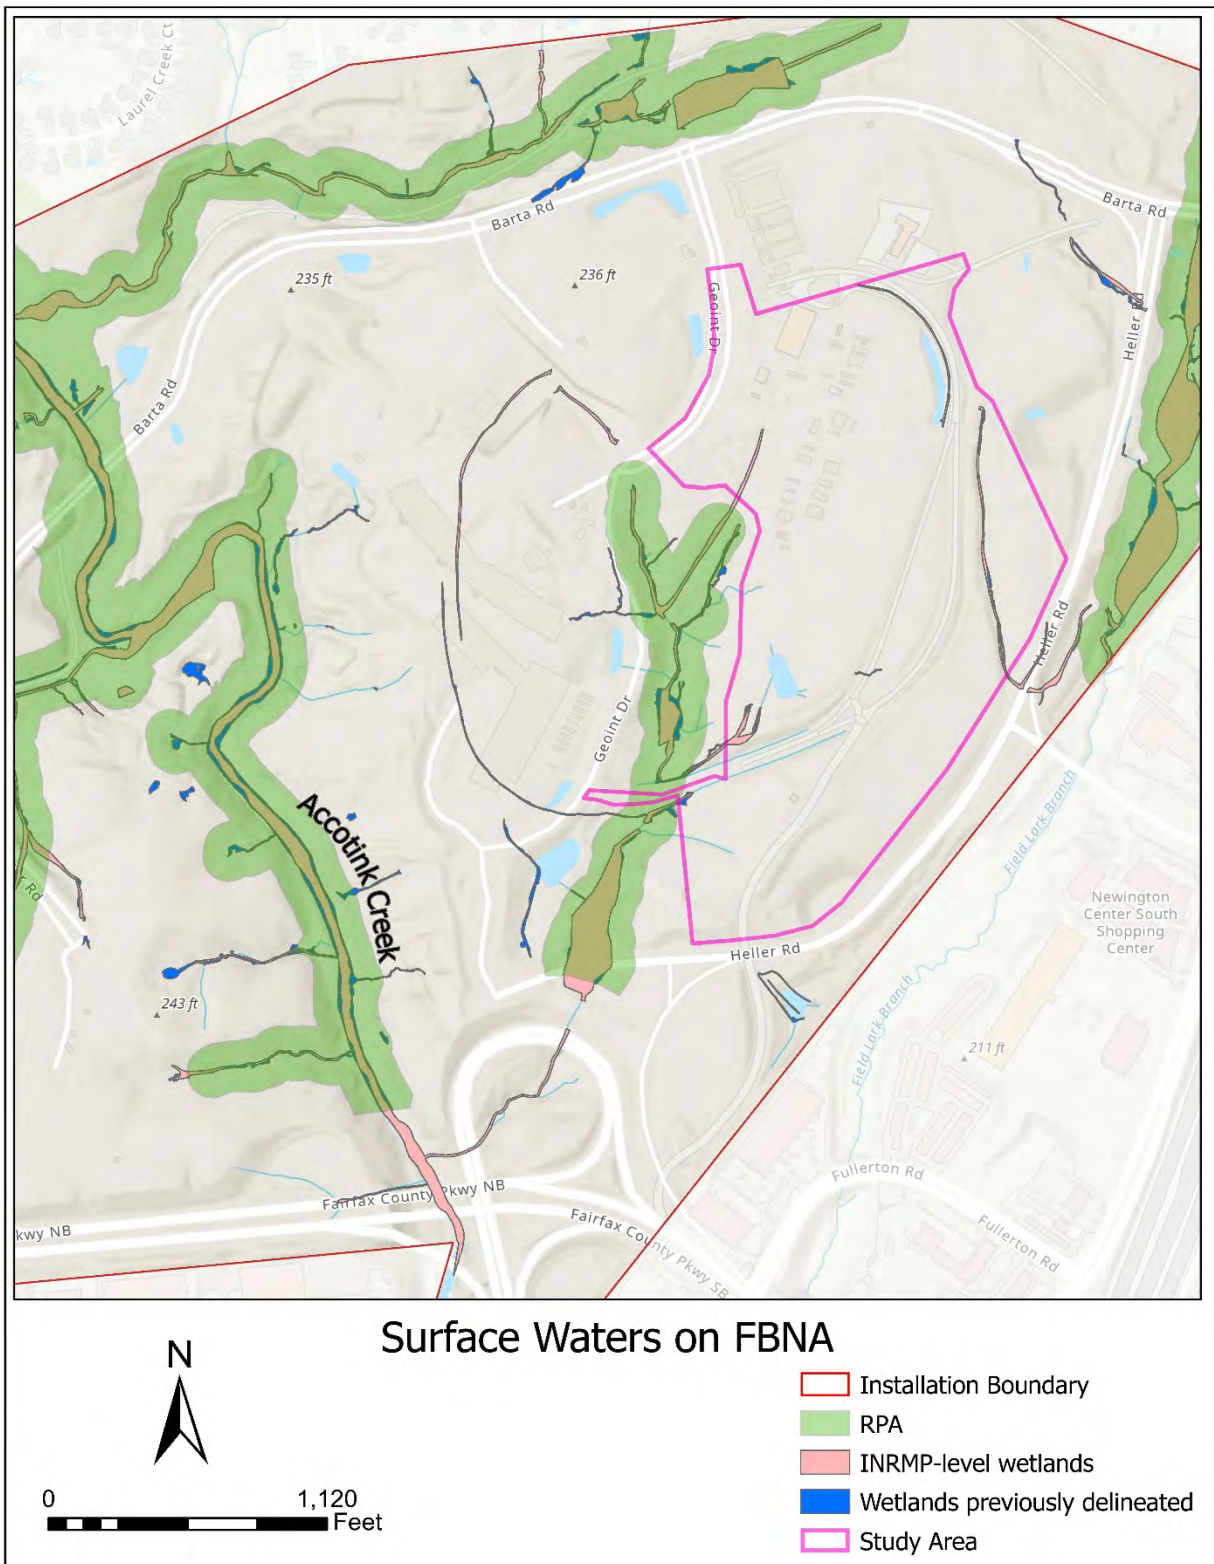 Laurel Creek Ct
Barta Rd
Barta Rd
235 ft
236 ft
Geoint Dr
Heller Rd
Barta Rd
Heller Rd
Geoint Dr
Accotink
Creek
Field Lark Branch
Newington
Center South
Shopping
Center
r Rd
Heller Rd
243 ft
Field Lark Branch
211 ft
Fullerton Rd
Fairfax County Pkwy NB
kwy NB
Fairfax County Pkwy SB
Fullerton Rd
Surface Waters on FBNA
N
Installation Boundary
RPA
INRMP-level wetlands
0 1,120
Feet
Wetlands previously delineated
Study Area